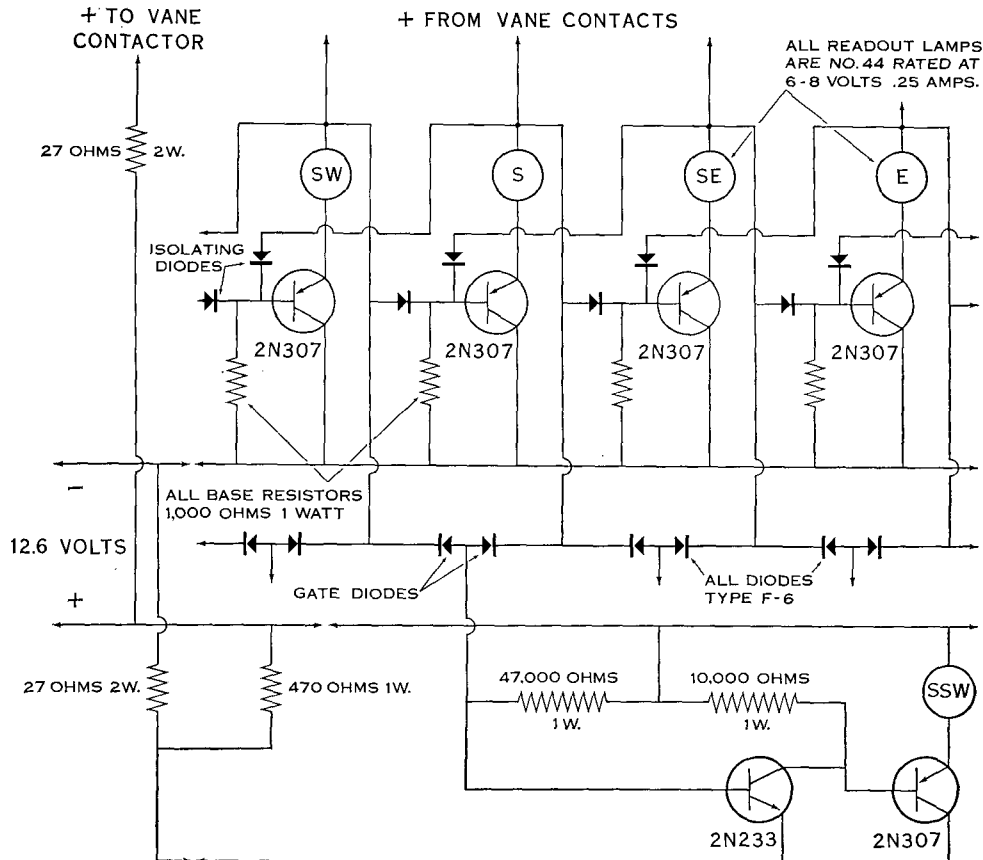 + TO VANE
CONTACTOR
+ FROM VANE CONTACTS
ALL READOUT LAMPS
ARE NO. 44 RATED AT
6-8 VOLTS .25 AMPS.
27 OHMS 2W.
SW
S
SE
E
ISOLATING
DIODES
2N307
2N307
2N307
2N307
−
ALL BASE RESISTORS
1,000 OHMS 1 WATT
12.6 VOLTS
GATE DIODES
ALL DIODES
TYPE F-6
+
27 OHMS 2W.
470 OHMS 1W.
47,000 OHMS
1W.
10,000 OHMS
1W.
SSW
2N233
2N307